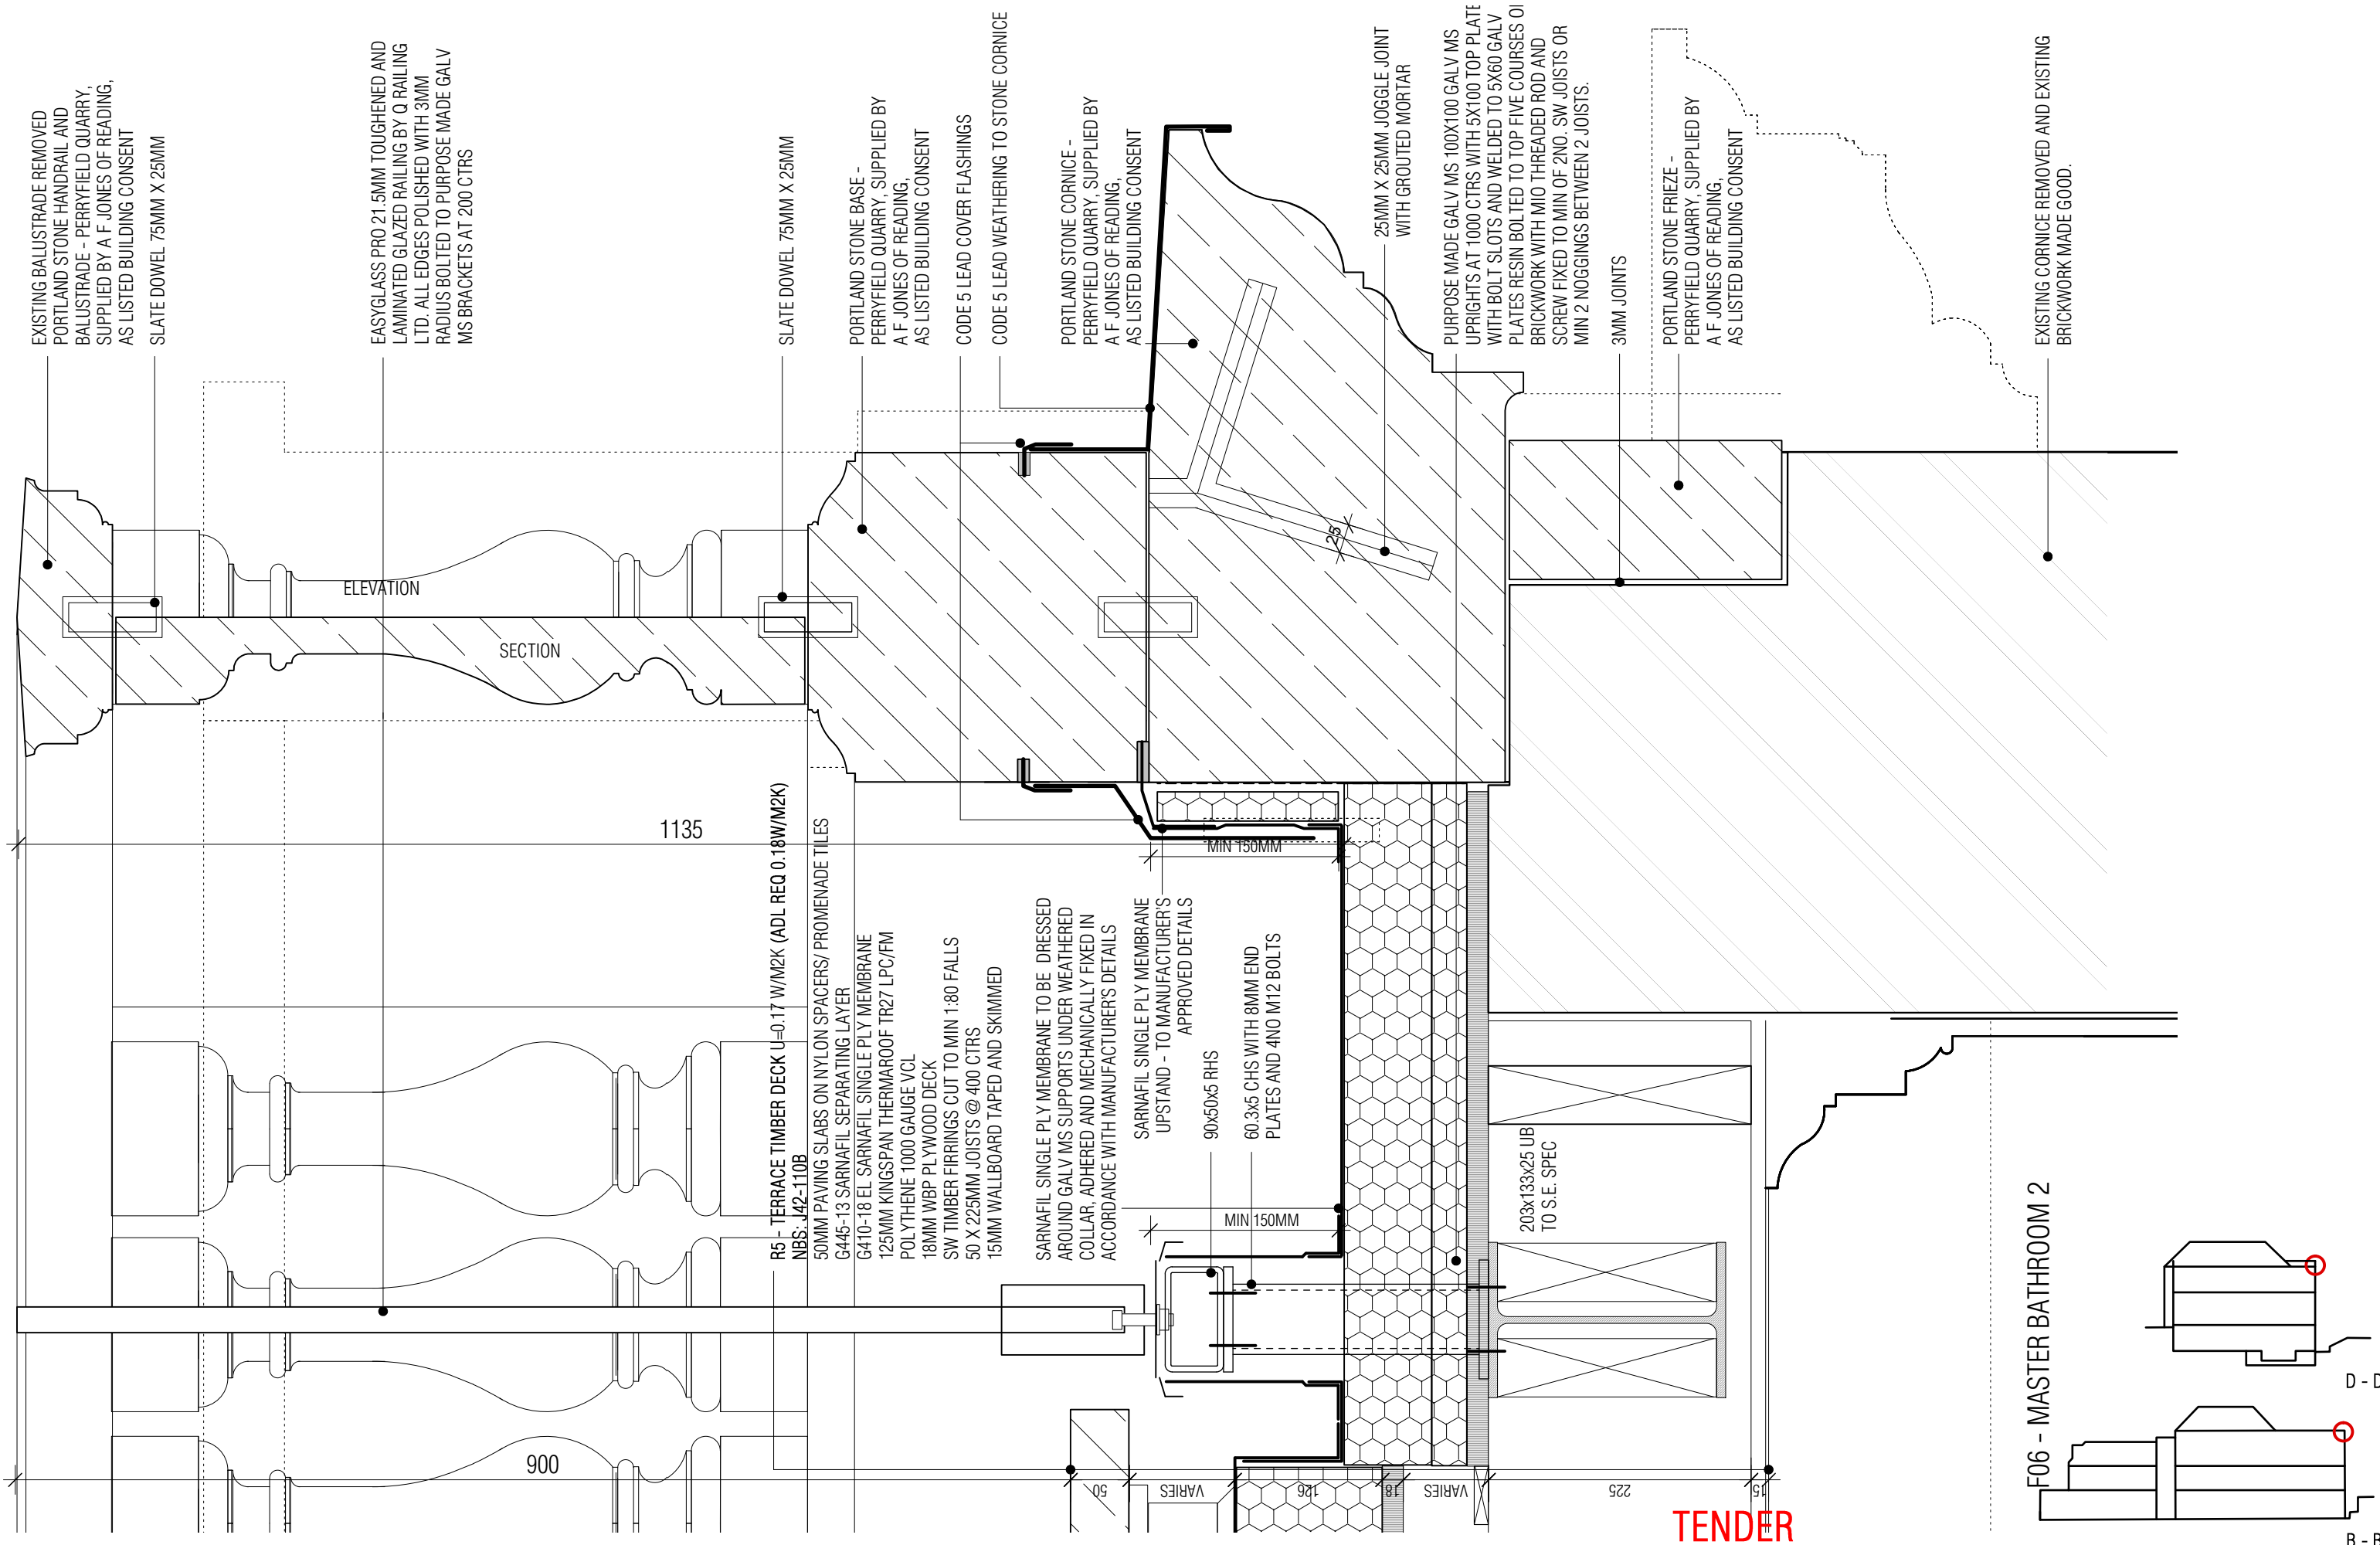 EXISTING BALUSTRADE REMOVED
PORTLAND STONE HANDRAIL AND
BALUSTRADE - PERRYFIELD QUARRY,
SUPPLIED BY A F JONES OF READING,
AS LISTED BUILDING CONSENT
SLATE DOWEL 75MM X 25MM
EASYGLASS PRO 21.5MM TOUGHENED AND
LAMINATED GLAZED RAILING BY Q RAILING
LTD. ALL EDGES POLISHED WITH 3MM
RADIUS BOLTED TO PURPOSE MADE GALV
MS BRACKETS AT 200 CTRS
SLATE DOWEL 75MM X 25MM
PORTLAND STONE BASE -
PERRYFIELD QUARRY, SUPPLIED BY
A F JONES OF READING,
AS LISTED BUILDING CONSENT
CODE 5 LEAD COVER FLASHINGS
CODE 5 LEAD WEATHERING TO STONE CORNICE
PORTLAND STONE CORNICE -
PERRYFIELD QUARRY, SUPPLIED BY
A F JONES OF READING,
AS LISTED BUILDING CONSENT
25MM X 25MM JOGGLE JOINT
WITH GROUTED MORTAR
PURPOSE MADE GALV MS 100X100 GALV MS
UPRIGHTS AT 1000 CTRS WITH 5X100 TOP PLATE
WITH BOLT SLOTS AND WELDED TO 5X60 GALV
PLATES RESIN BOLTED TO TOP FIVE COURSES
BRICKWORK WITH MIO THREADED ROD AND
SCREW FIXED TO MIN OF 2NO. SW JOISTS OR
MIN 2 NOGGINGS BETWEEN 2 JOISTS.
3MM JOINTS
PORTLAND STONE FRIEZE -
PERRYFIELD QUARRY, SUPPLIED BY
A F JONES OF READING,
AS LISTED BUILDING CONSENT
EXISTING CORNICE REMOVED AND EXISTING
BRICKWORK MADE GOOD.
ELEVATION
SECTION
25
1135
MIN 150MM
R5 - TERRACE TIMBER DECK U=0.17 W/M2K (ADL REQ 0.18W/M2K)
NBS: J42-110B
50MM PAVING SLABS ON NYLON SPACERS/ PROMENADE TILES
G445-13 SARNAFIL SEPARATING LAYER
G410-18 EL SARNAFIL SINGLE PLY MEMBRANE
125MM KINGSPAN THERMAROOF TR27 LPC/FM
POLYTHENE 1000 GAUGE VCL
18MM WBP PLYWOOD DECK
SW TIMBER FIRRINGS CUT TO MIN 1:80 FALLS
50 X 225MM JOISTS @ 400 CTRS
15MM WALLBOARD TAPED AND SKIMMED
SARNAFIL SINGLE PLY MEMBRANE TO BE DRESSED
AROUND GALV MS SUPPORTS UNDER WEATHERED
COLLAR, ADHERED AND MECHANICALLY FIXED IN
ACCORDANCE WITH MANUFACTURER'S DETAILS
SARNAFIL SINGLE PLY MEMBRANE
UPSTAND - TO MANUFACTURER'S
APPROVED DETAILS
90x50x5 RHS
60.3x5 CHS WITH 8MM END
PLATES AND 4NO M12 BOLTS
MIN 150MM
203x133x25 UB
TO S.E. SPEC
900
50
VARIES
126
18
VARIES
225
15
F06 - MASTER BATHROOM 2
D - D
B - B
TENDER